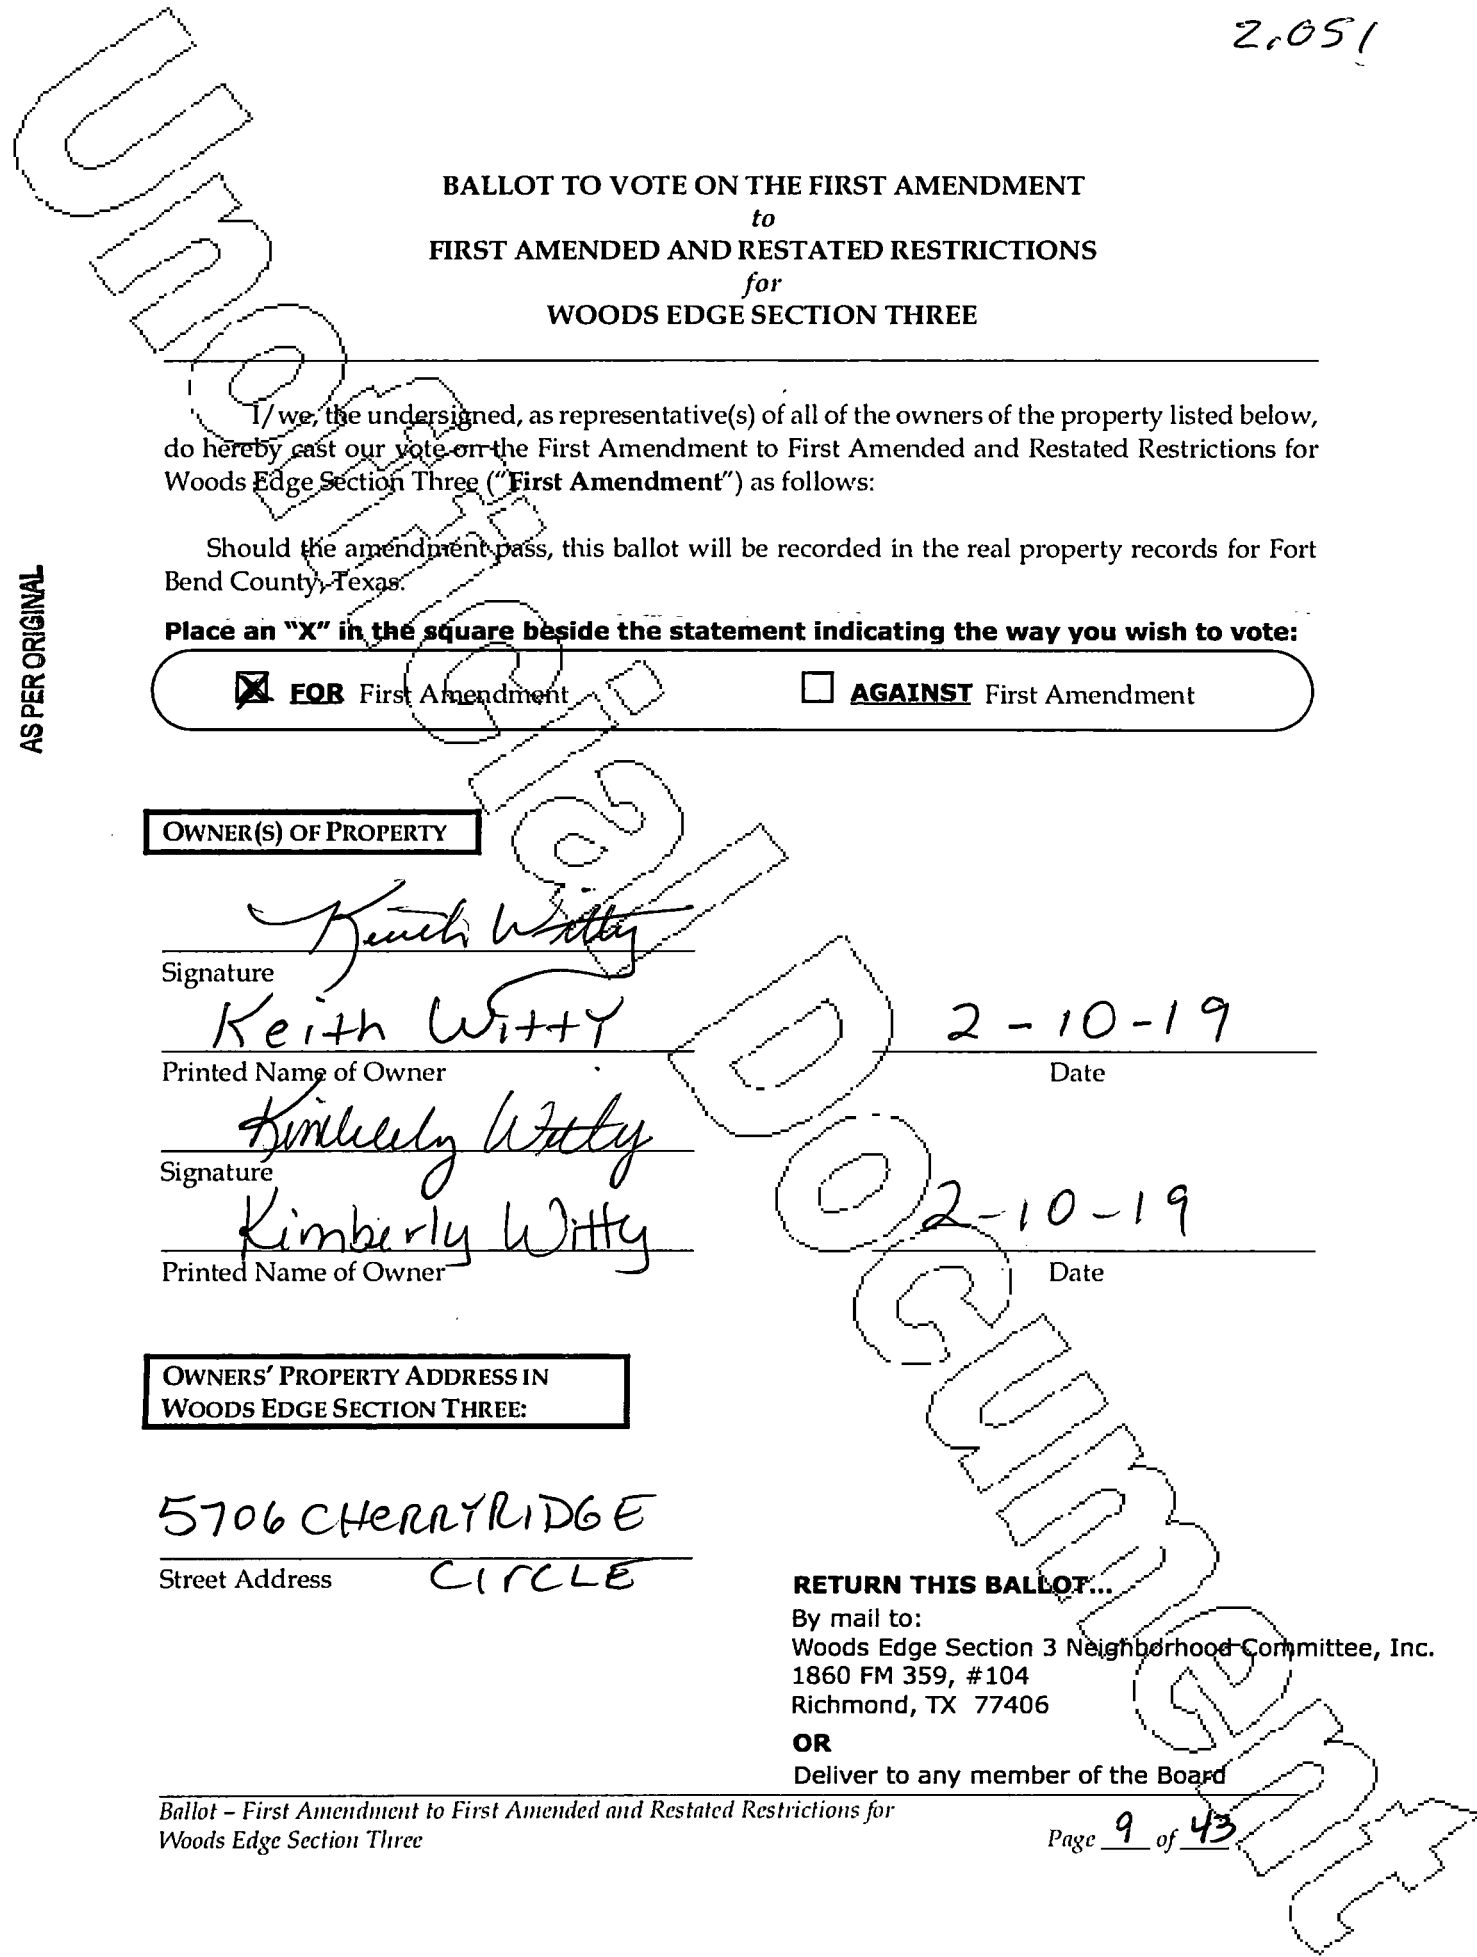 2.051
BALLOT TO VOTE ON THE FIRST AMENDMENT
to
FIRST AMENDED AND RESTATED RESTRICTIONS
for
WOODS EDGE SECTION THREE
I/we, the undersigned, as representative(s) of all of the owners of the property listed below,
do hereby cast our vote on the First Amendment to First Amended and Restated Restrictions for
Woods Edge Section Three ("First Amendment") as follows:
Should the amendment pass, this ballot will be recorded in the real property records for Fort
Bend County, Texas.
AS PER ORIGINAL
Place an "X" in the square beside the statement indicating the way you wish to vote:
X FOR First Amendment AGAINST First Amendment
OWNER(S) OF PROPERTY
Keith Witty
Signature
Keith Witty 2-10-19
Printed Name of Owner Date
Kimberly Witty
Signature
Kimberly Witty 2-10-19
Printed Name of Owner Date
OWNERS' PROPERTY ADDRESS IN
WOODS EDGE SECTION THREE:
5706 CHERRYRIDGE
CIrCLE
Street Address
RETURN THIS BALLOT...
By mail to:
Woods Edge Section 3 Neighborhood Committee, Inc.
1860 FM 359, #104
Richmond, TX 77406
OR
Deliver to any member of the Board
Ballot – First Amendment to First Amended and Restated Restrictions for
Woods Edge Section Three
Page 9 of 43
Unofficial Document